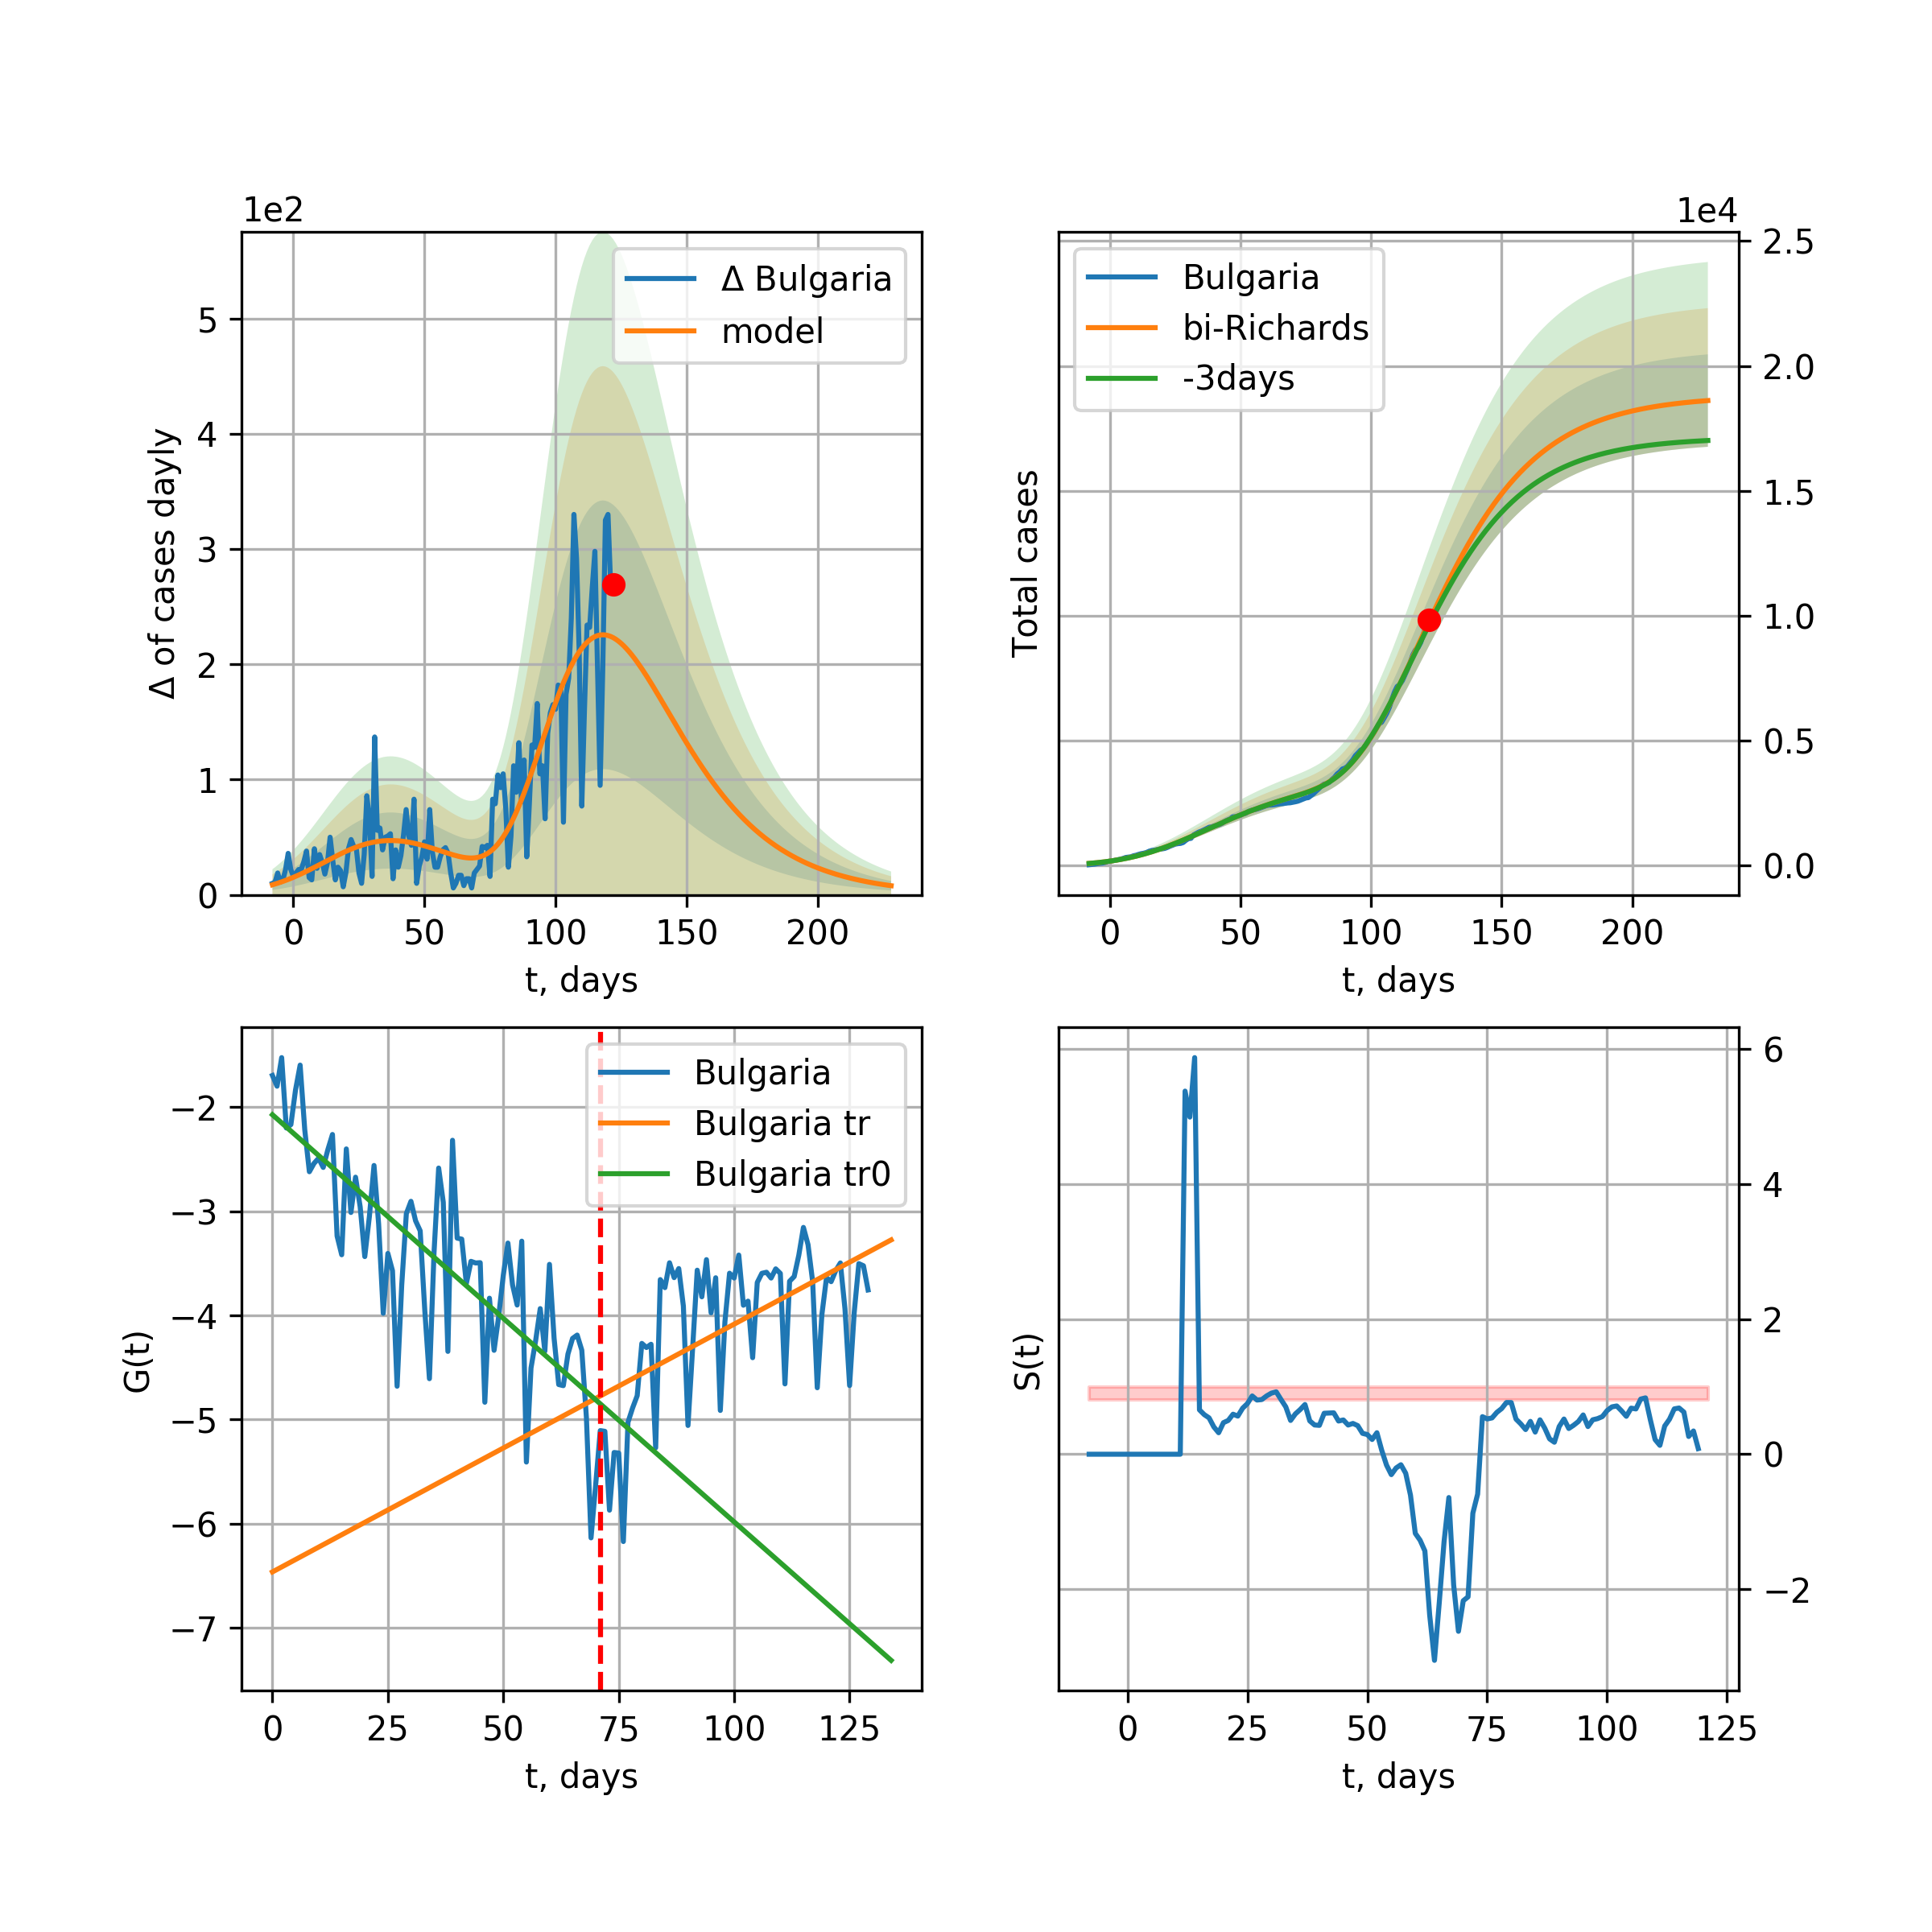 1e2
Δ Bulgaria
model
5
4
3
2
1
0
Δ of cases dayly
0 50 100 150 200
t, days
1e4
Bulgaria
bi-Richards
-3days
2.5
2.0
1.5
1.0
0.5
0.0
Total cases
0 50 100 150 200
t, days
Bulgaria
Bulgaria tr
Bulgaria tr0
−2
−3
−4
−5
−6
−7
G(t)
0 25 50 75 100 125
t, days
6
4
2
0
−2
S(t)
0 25 50 75 100 125
t, days